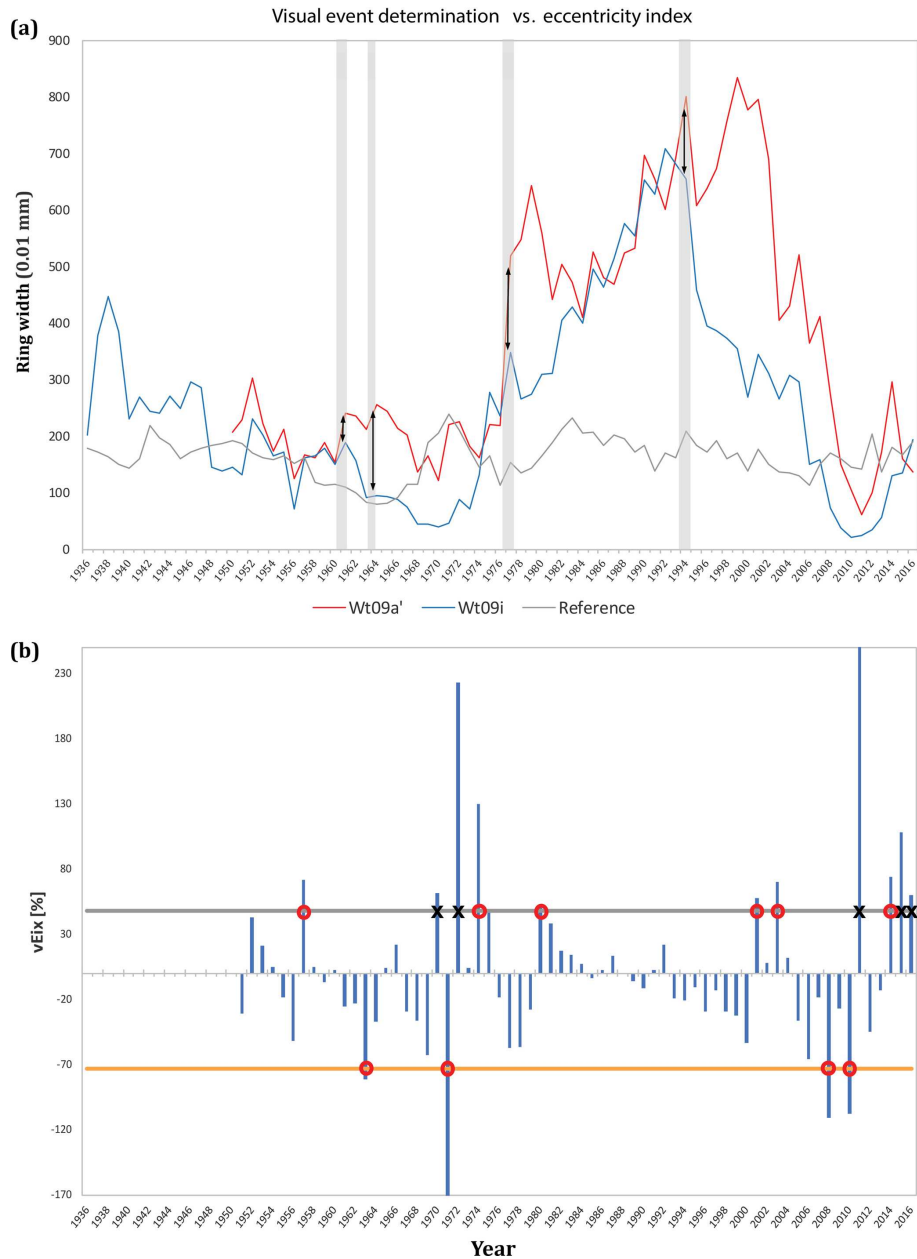 Visual event determination vs. eccentricity index
(a)
900
800
700
600
500
400
300
200
100
0
Ring width (0.01 mm)
1936 1938 1940 1942 1944 1946 1948 1950 1952 1954 1956 1958 1960 1962 1964 1966 1968 1970 1972 1974 1976 1978 1980 1982 1984 1986 1988 1990 1992 1994 1996 1998 2000 2002 2004 2006 2008 2010 2012 2014 2016
Wt09a' Wt09i Reference
(b)
230
180
130
80
30
-20
-70
-120
-170
vEix [%]
X X X X X
1936 1938 1940 1942 1944 1946 1948 1950 1952 1954 1956 1958 1960 1962 1964 1966 1968 1970 1972 1974 1976 1978 1980 1982 1984 1986 1988 1990 1992 1994 1996 1998 2000 2002 2004 2006 2008 2010 2012 2014 2016
Year